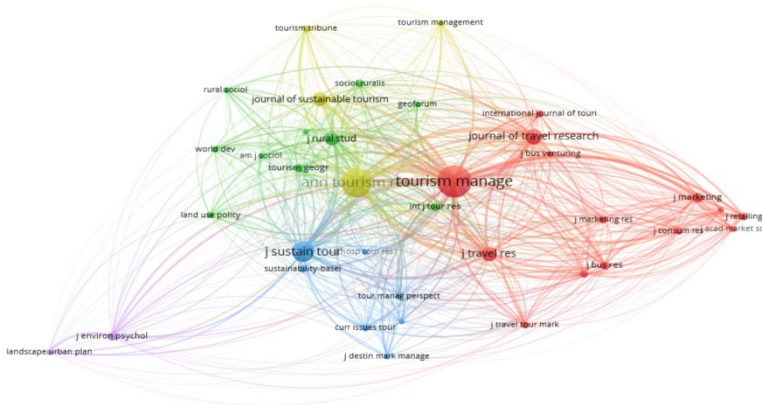 tourism management
tourism tribune
sociol ruralis
rural sociol
journal of sustainable tourism
geoforum
international journal of touri
j rural stud
journal of travel research
world dev
am j sociol
j bus venturing
tourism geogr
ann tourism
tourism manage
j marketing
int j tour res
land use policy
j retailing
j marketing res
acad market
j consum res
j sustain tour
hosp tour res
j travel res
sustainability-basel
j bus res
tour manag perspect
j travel tour mark
curr issues tour
j environ psychol
landscape urban plan
j destin mark manage